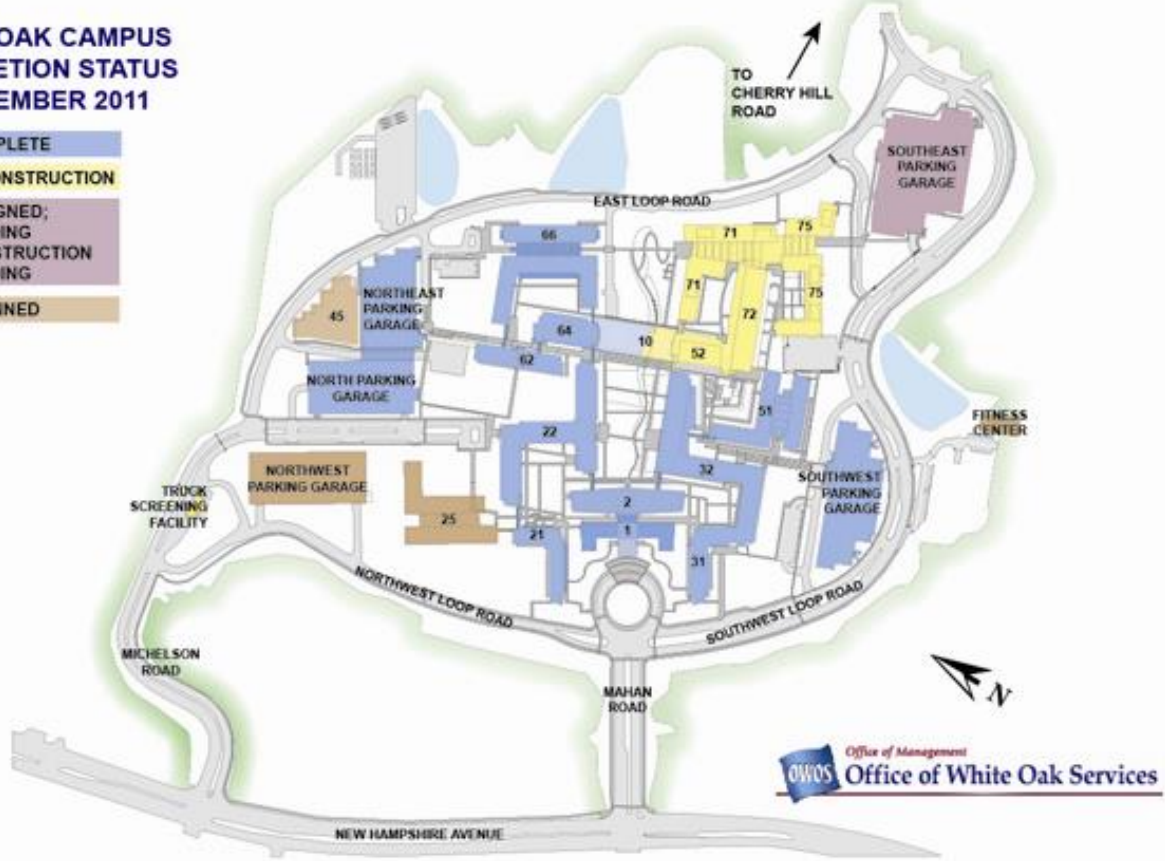 OAK CAMPUS
ETION STATUS
EMBER 2011
PLETE
ONSTRUCTION
GNED;
ING
STRUCTION
ING
NNED
TO
CHERRY HILL
ROAD
SOUTHEAST
PARKING
GARAGE
EAST LOOP ROAD
66
71
75
71
72
75
45
NORTHEAST
PARKING
GARAGE
64
10
52
62
NORTH PARKING
GARAGE
51
22
32
FITNESS
CENTER
NORTHWEST
PARKING GARAGE
SOUTHWEST
PARKING
GARAGE
TRUCK
SCREENING
FACILITY
2
25
21
1
31
NORTHWEST LOOP ROAD
SOUTHWEST LOOP ROAD
MICHELSON
ROAD
MAHAN
ROAD
N
OWOS
Office of Management
Office of White Oak Services
NEW HAMPSHIRE AVENUE